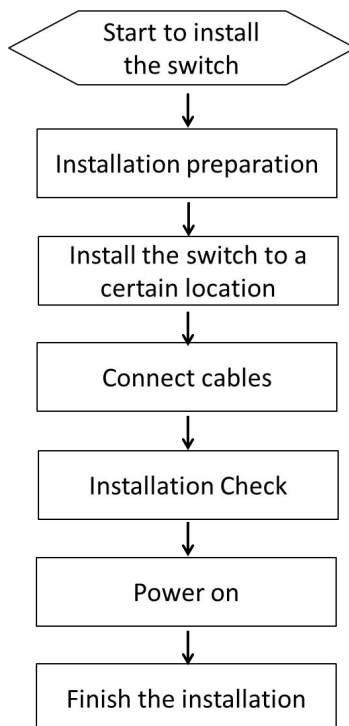 Start to install
the switch
Installation preparation
Install the switch to a
certain location
Connect cables
Installation Check
Power on
Finish the installation